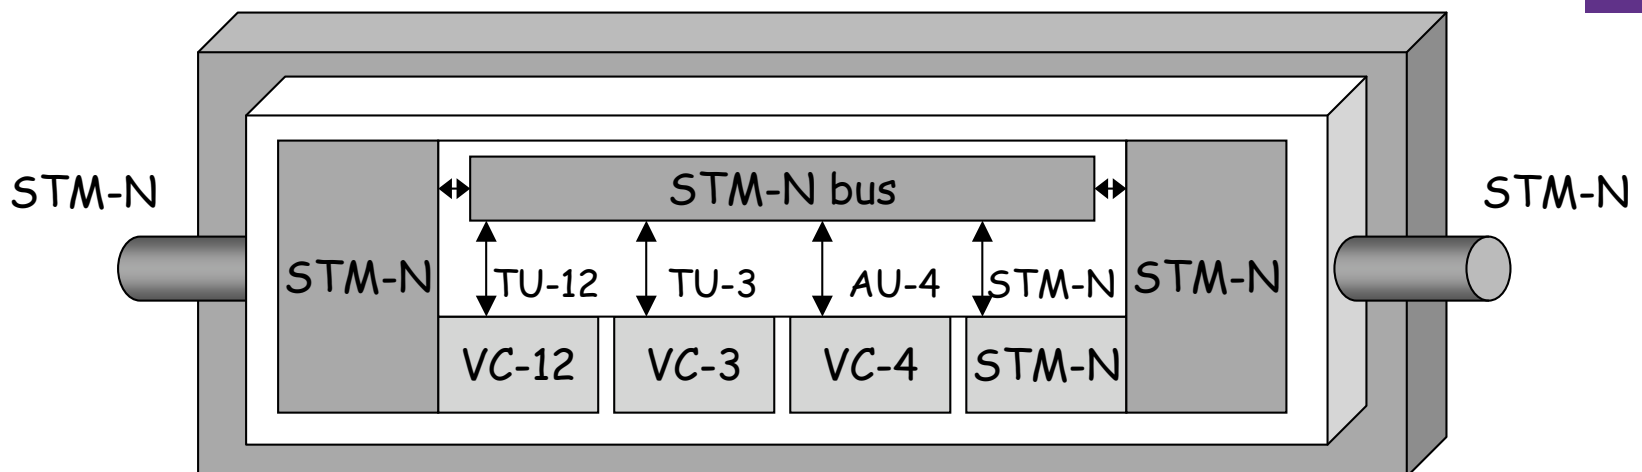 STM-N
STM-N bus
STM-N
STM-N
TU-12
TU-3
AU-4
STM-N
STM-N
VC-12
VC-3
VC-4
STM-N